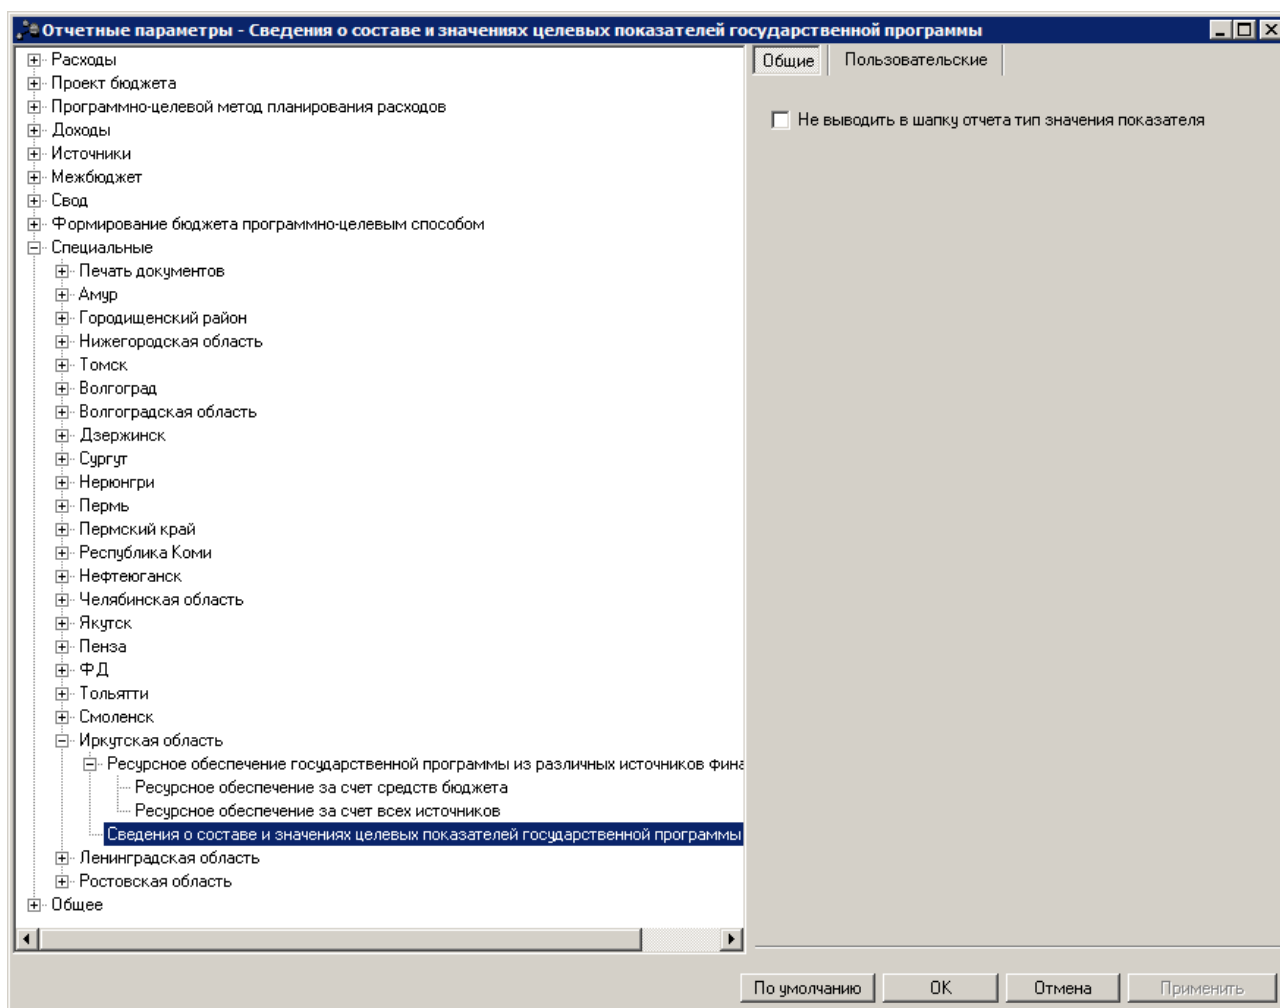 Отчетные параметры - Сведения о составе и значениях целевых показателей государственной программы
Расходы
Проект бюджета
Программно-целевой метод планирования расходов
Доходы
Источники
Межбюджет
Свод
Формирование бюджета программно-целевым способом
Специальные
Печать документов
Амур
Городищенский район
Нижегородская область
Томск
Волгоград
Волгоградская область
Дзержинск
Сургут
Нерюнгри
Пермь
Пермский край
Республика Коми
Нефтеюганск
Челябинская область
Якутск
Пенза
ФД
Тольятти
Смоленск
Иркутская область
Ресурсное обеспечение государственной программы из различных источников фина
Ресурсное обеспечение за счет средств бюджета
Ресурсное обеспечение за счет всех источников
Сведения о составе и значениях целевых показателей государственной программы
Ленинградская область
Ростовская область
Общее
Общие Пользовательские
Не выводить в шапку отчета тип значения показателя
По умолчанию OK Отмена Применить